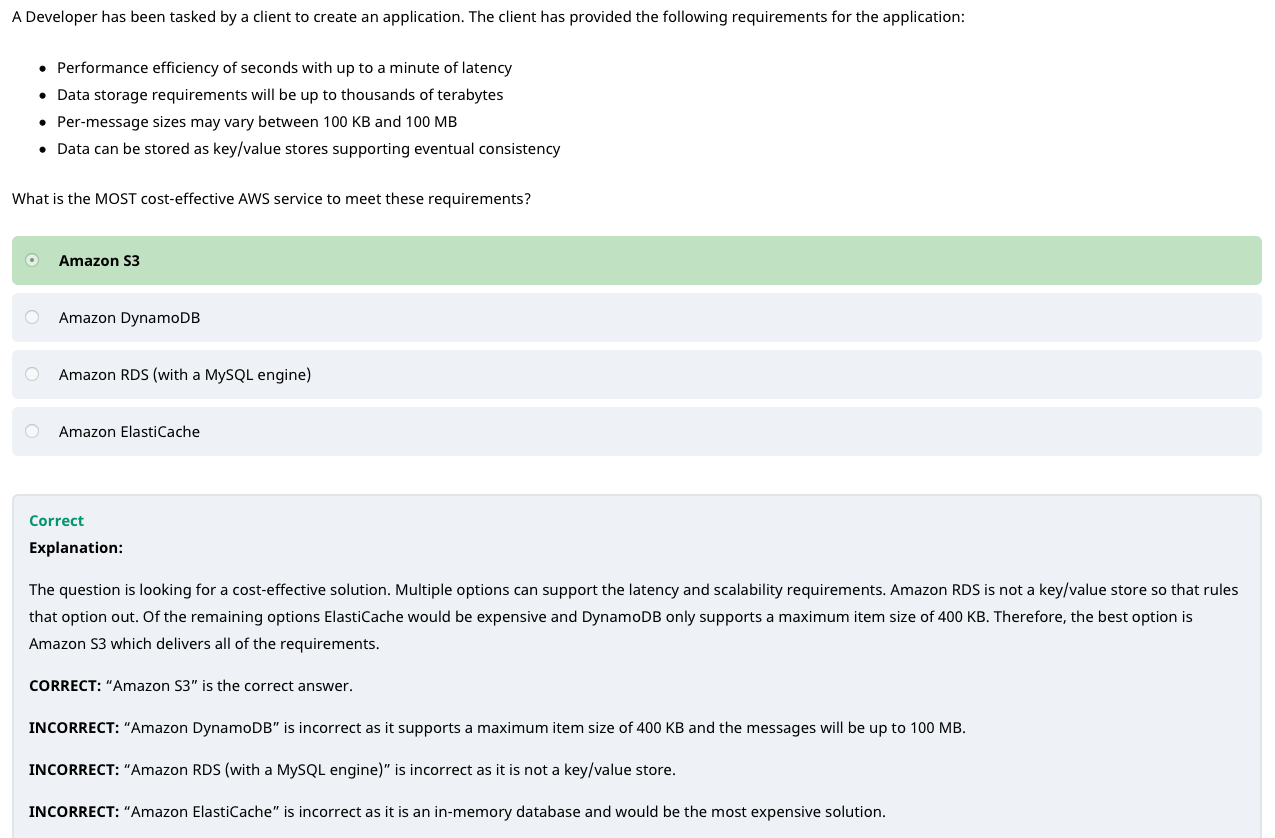 A Developer has been tasked by a client to create an application. The client has provided the following requirements for the application:
• Performance efficiency of seconds with up to a minute of latency
• Data storage requirements will be up to thousands of terabytes
• Per-message sizes may vary between 100 KB and 100 MB
• Data can be stored as key/value stores supporting eventual consistency
What is the MOST cost-effective AWS service to meet these requirements?
Amazon S3
Amazon DynamoDB
Amazon RDS (with a MySQL engine)
Amazon ElastiCache
Correct
Explanation:
The question is looking for a cost-effective solution. Multiple options can support the latency and scalability requirements. Amazon RDS is not a key/value store so that rules
that option out. Of the remaining options ElastiCache would be expensive and DynamoDB only supports a maximum item size of 400 KB. Therefore, the best option is
Amazon S3 which delivers all of the requirements.
CORRECT: “Amazon S3” is the correct answer.
INCORRECT: “Amazon DynamoDB” is incorrect as it supports a maximum item size of 400 KB and the messages will be up to 100 MB.
INCORRECT: “Amazon RDS (with a MySQL engine)” is incorrect as it is not a key/value store.
INCORRECT: “Amazon ElastiCache” is incorrect as it is an in-memory database and would be the most expensive solution.